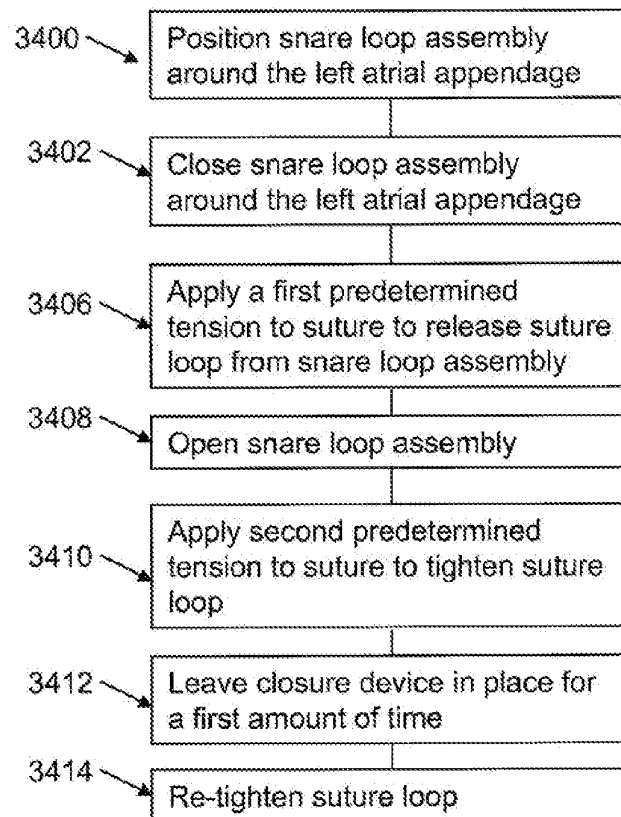 3400
Position snare loop assembly
around the left atrial appendage
3402
Close snare loop assembly
around the left atrial appendage
3406
Apply a first predetermined
tension to suture to release suture
loop from snare loop assembly
3408
Open snare loop assembly
3410
Apply second predetermined
tension to suture to tighten suture
loop
3412
Leave closure device in place for
a first amount of time
3414
Re-tighten suture loop